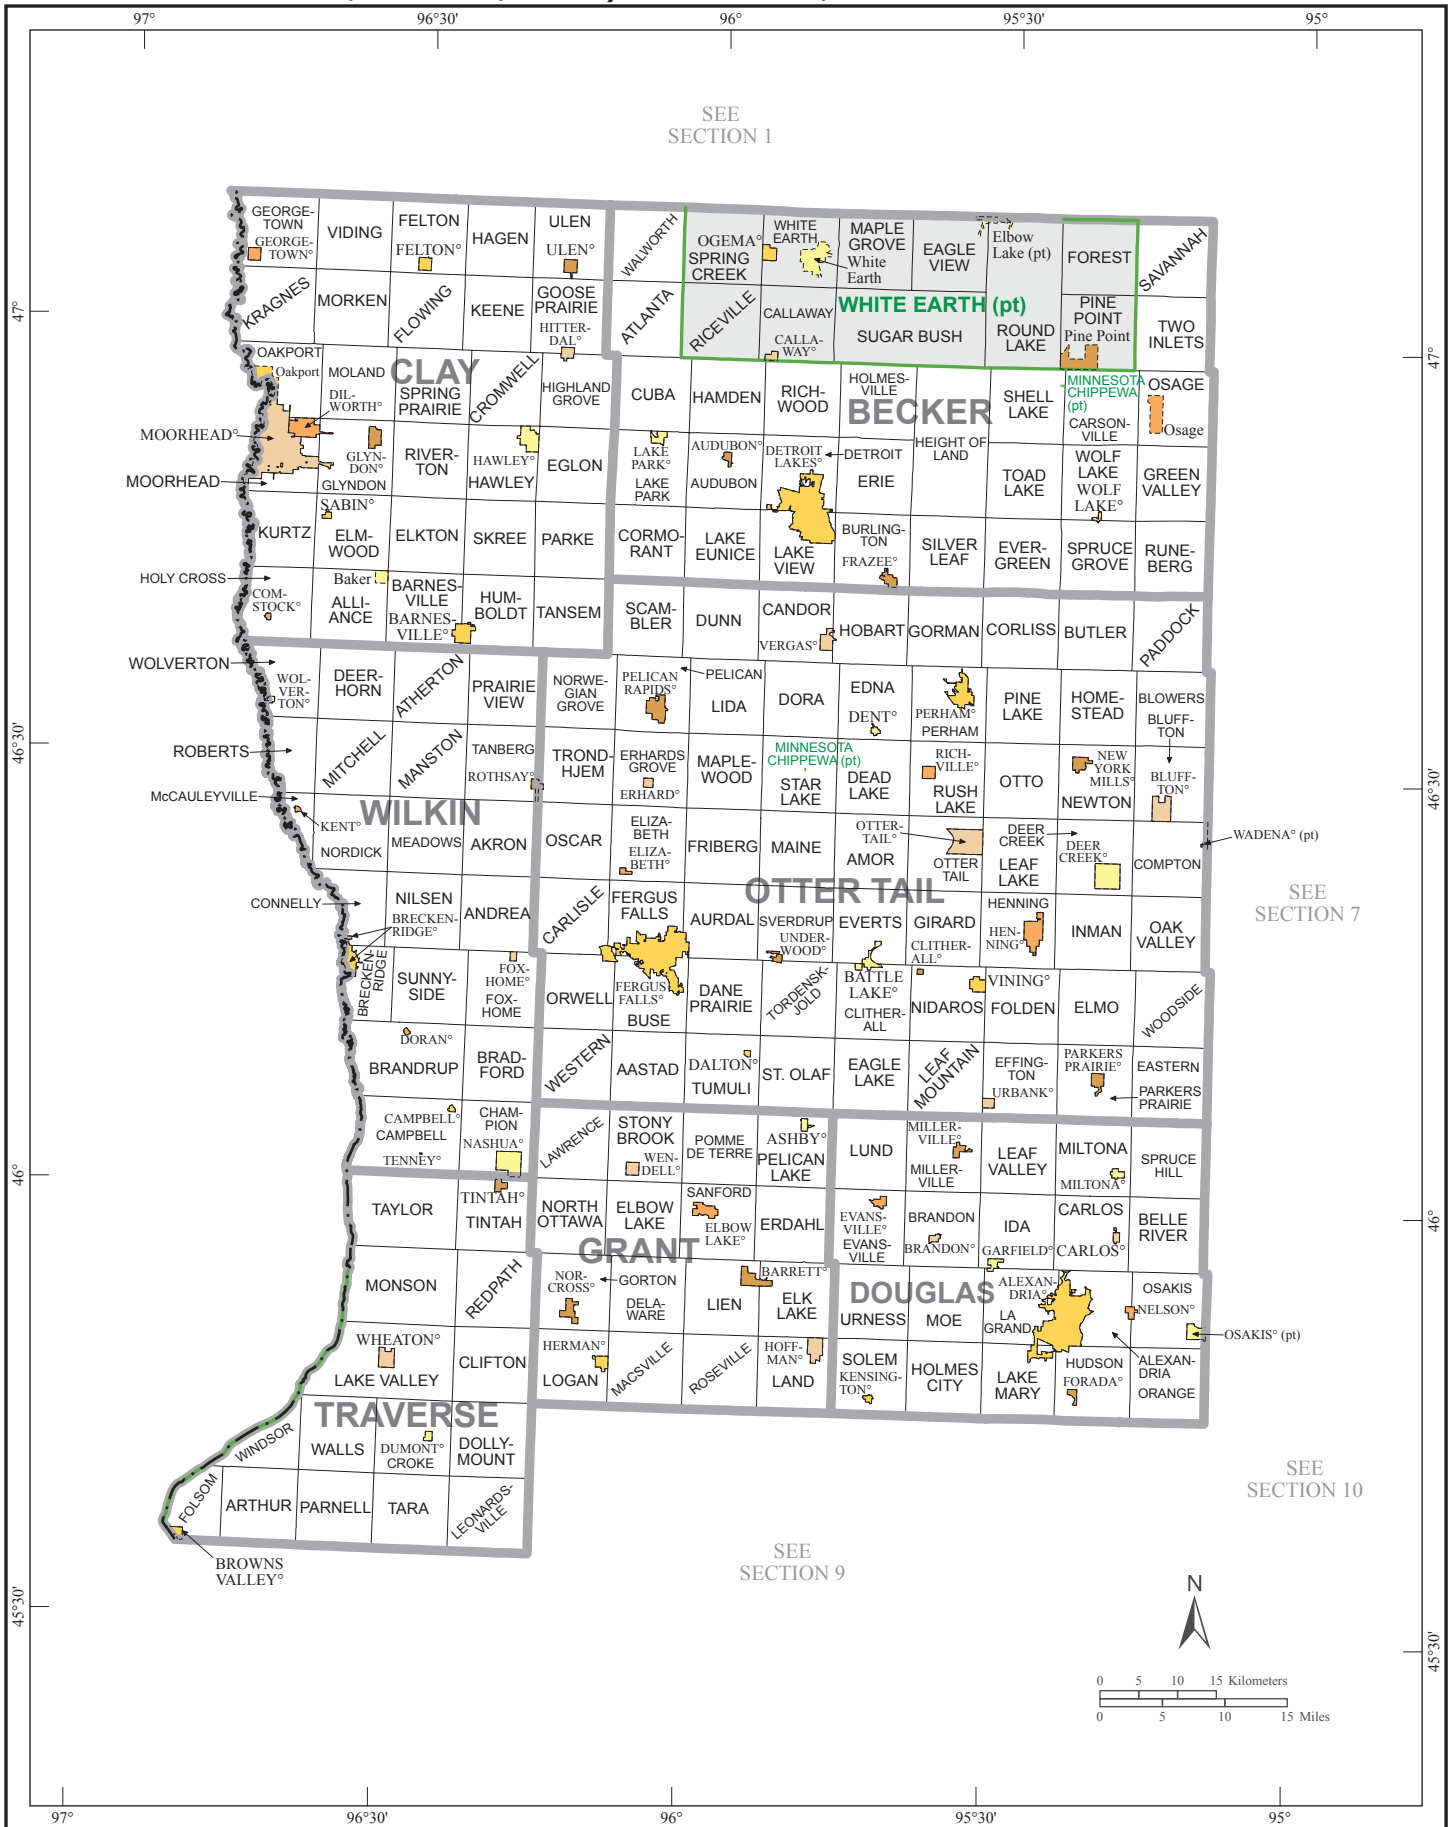 97°
96°30'
96°
95°30'
95°
SEE
SECTION 1
GEORGE-
TOWN
GEORGE-
TOWN°
VIDING
FELTON
FELTON°
HAGEN
ULEN
ULEN°
WALWORTH
OGEMA°
SPRING
CREEK
WHITE
EARTH
White
Earth
MAPLE
GROVE
EAGLE
VIEW
Elbow
Lake (pt)
FOREST
SAVANNAH
47°
KRAGNES
MORKEN
FLOWING
KEENE
GOOSE
PRAIRIE
HITTER-
DAL°
ATLANTA
RICEVILLE
CALLAWAY
CALLA-
WAY°
WHITE EARTH (pt)
SUGAR BUSH
ROUND
LAKE
PINE
POINT
Pine Point
TWO
INLETS
47°
OAKPORT
Oakport
MOLAND
CLAY
SPRING
PRAIRIE
CROMWELL
HIGHLAND
GROVE
CUBA
HAMDEN
RICH-
WOOD
HOLMES-
VILLE
BECKER
SHELL
LAKE
MINNESOTA
CHIPPEWA
(pt)
CARSON-
VILLE
OSAGE
Osage
DIL-
WORTH°
MOORHEAD°
MOORHEAD
GLYN-
DON°
GLYNDON
RIVER-
TON
HAWLEY°
HAWLEY
EGLON
LAKE
PARK°
LAKE
PARK
AUDUBON°
AUDUBON
DETROIT
LAKES°
DETROIT
ERIE
HEIGHT OF
LAND
TOAD
LAKE
WOLF
LAKE
WOLF
LAKE°
GREEN
VALLEY
SABIN°
KURTZ
ELM-
WOOD
ELKTON
SKREE
PARKE
CORMO-
RANT
LAKE
EUNICE
LAKE
VIEW
BURLING-
TON
FRAZEE°
SILVER
LEAF
EVER-
GREEN
SPRUCE
GROVE
RUNE-
BERG
HOLY CROSS
COM-
STOCK°
Baker
ALLI-
ANCE
BARNES-
VILLE
BARNES-
VILLE°
HUM-
BOLDT
TANSEM
SCAM-
BLER
DUNN
CANDOR
VERGAS°
HOBART
GORMAN
CORLISS
BUTLER
PADDOCK
WOLVERTON
WOL-
VER-
TON°
DEER-
HORN
ATHERTON
PRAIRIE
VIEW
NORWE-
GIAN
GROVE
PELICAN
RAPIDS°
PELICAN
LIDA
DORA
EDNA
DENT°
PERHAM°
PERHAM
PINE
LAKE
HOME-
STEAD
BLOWERS
BLUFF-
TON
BLUFF-
TON°
46°30'
ROBERTS
MITCHELL
MANSTON
TANBERG
ROTHSAY°
TROND-
HJEM
ERHARDS
GROVE
ERHARD°
MAPLE-
WOOD
MINNESOTA
CHIPPEWA (pt)
STAR
LAKE
DEAD
LAKE
RICH-
VILLE°
RUSH
LAKE
OTTO
NEW
YORK
MILLS°
NEWTON
46°30'
McCAULEYVILLE
KENT°
WILKIN
NORDICK
MEADOWS
AKRON
OSCAR
ELIZA-
BETH
ELIZA-
BETH°
FRIBERG
MAINE
OTTER-
TAIL°
AMOR
OTTER
TAIL
DEER
CREEK
LEAF
LAKE
DEER
CREEK°
COMPTON
WADENA° (pt)
CONNELLY
NILSEN
BRECKEN-
RIDGE°
ANDREA
CARLISLE
FERGUS
FALLS
OTTER TAIL
AURDAL
SVERDRUP
UNDER-
WOOD°
EVERTS
GIRARD
CLITHER-
ALL°
HENNING
HEN-
NING°
INMAN
OAK
VALLEY
SEE
SECTION 7
BRECKEN-
RIDGE
SUNNY-
SIDE
FOX-
HOME°
FOX-
HOME
ORWELL
FERGUS
FALLS°
BUSE
DANE
PRAIRIE
TORDENSK-
JOLD
BATTLE
LAKE°
CLITHER-
ALL
NIDAROS
VINING°
FOLDEN
ELMO
WOODSIDE
DORAN°
BRANDRUP
BRAD-
FORD
WESTERN
AASTAD
DALTON°
TUMULI
ST. OLAF
EAGLE
LAKE
LEAF
MOUNTAIN
EFFING-
TON
URBANK°
PARKERS
PRAIRIE°
EASTERN
PARKERS
PRAIRIE
CAMPBELL°
CAMPBELL
TENNEY°
CHAM-
PION
NASHUA°
LAWRENCE
STONY
BROOK
WEN-
DELL°
POMME
DE TERRE
ASHBY°
PELICAN
LAKE
LUND
MILLER-
VILLE°
MILLER-
VILLE
LEAF
VALLEY
MILTONA
MILTONA°
SPRUCE
HILL
46°
TAYLOR
TINTAH°
TINTAH
NORTH
OTTAWA
ELBOW
LAKE
SANFORD
ELBOW
LAKE°
ERDAHL
EVANS-
VILLE°
EVANS-
VILLE
BRANDON
BRANDON°
IDA
GARFIELD°
CARLOS
CARLOS°
BELLE
RIVER
46°
GRANT
MONSON
REDPATH
NOR-
CROSS°
GORTON
DELA-
WARE
LIEN
BARRETT°
ELK
LAKE
DOUGLAS
URNESS
MOE
ALEXAN-
DRIA°
LA
GRAND
OSAKIS
NELSON°
OSAKIS° (pt)
WHEATON°
LAKE VALLEY
CLIFTON
HERMAN°
LOGAN
MACSVILLE
ROSEVILLE
HOFF-
MAN°
LAND
SOLEM
KENSING-
TON°
HOLMES
CITY
LAKE
MARY
HUDSON
FORADA°
ALEXAN-
DRIA
ORANGE
TRAVERSE
WINDSOR
WALLS
DUMONT°
CROKE
DOLLY-
MOUNT
FOLSOM
ARTHUR
PARNELL
TARA
LEONARDS-
VILLE
SEE
SECTION 10
BROWNS
VALLEY°
SEE
SECTION 9
45°30'
N
45°30'
0 5 10 15 Kilometers
0 5 10 15 Miles
97°
96°30'
96°
95°30'
95°